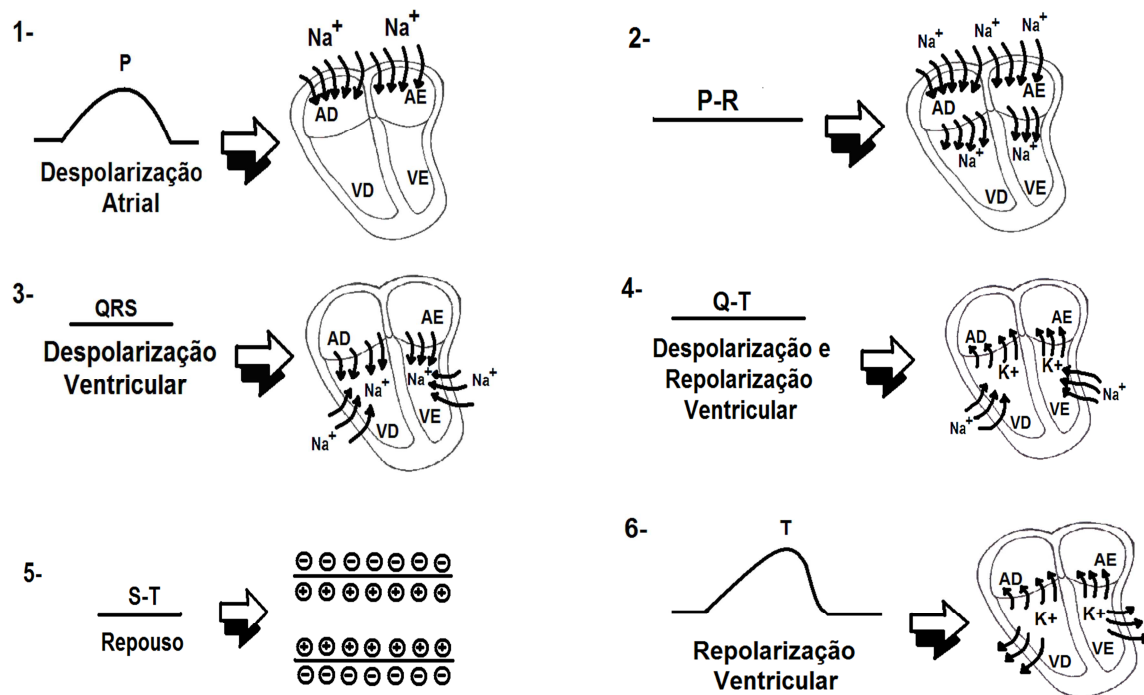 1-
Na⁺ Na⁺
P
AD AE
VD VE
Despolarização
Atrial
2-
Na⁺ Na⁺ Na⁺
P-R
AD AE
Na⁺ Na⁺
VD VE
3-
QRS
Despolarização
Ventricular
AD AE
Na⁺ Na⁺ Na⁺
Na⁺ VD VE
4-
Q-T
Despolarização e
Repolarização
Ventricular
AD AE
K+ K+
Na⁺ VD VE Na⁺
5-
S-T
Repouso
− − − − − − −
+ + + + + + +
+ + + + + + +
− − − − − − −
6-
T
Repolarização
Ventricular
AD AE
K+ K+
VD VE